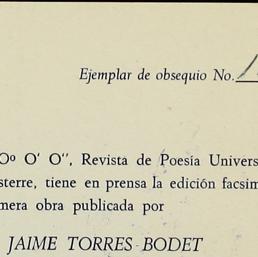 Ejemplar de obsequio No.
Oº O' O'', Revista de Poesía Univers
sterre, tiene en prensa la edición facsim
mera obra publicada por
JAIME TORRES BODET